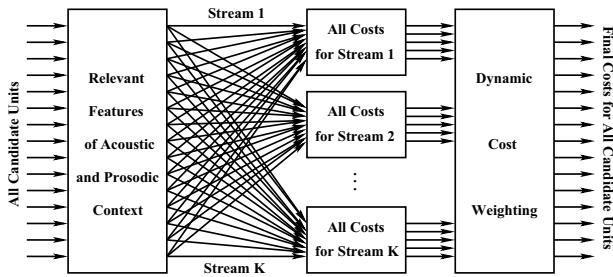 All Candidate Units
Relevant
Features
of Acoustic
and Prosodic
Context
Stream 1
Stream K
All Costs
for Stream 1
All Costs
for Stream 2
⋮
All Costs
for Stream K
Dynamic
Cost
Weighting
Final Costs for All Candidate Units